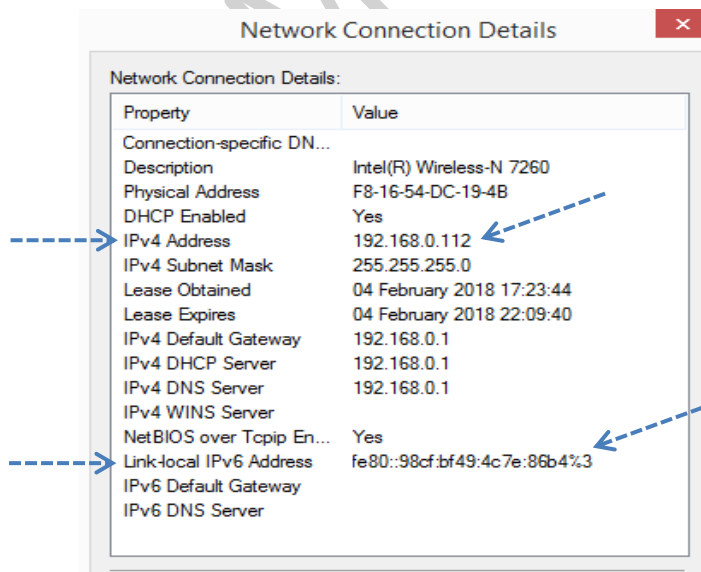 Network Connection Details
Network Connection Details:
Property Value
Connection-specific DN...
Description Intel(R) Wireless-N 7260
Physical Address F8-16-54-DC-19-4B
DHCP Enabled Yes
IPv4 Address 192.168.0.112
IPv4 Subnet Mask 255.255.255.0
Lease Obtained 04 February 2018 17:23:44
Lease Expires 04 February 2018 22:09:40
IPv4 Default Gateway 192.168.0.1
IPv4 DHCP Server 192.168.0.1
IPv4 DNS Server 192.168.0.1
IPv4 WINS Server
NetBIOS over Tcpip En... Yes
Link-local IPv6 Address fe80::98cf:bf49:4c7e:86b4%3
IPv6 Default Gateway
IPv6 DNS Server